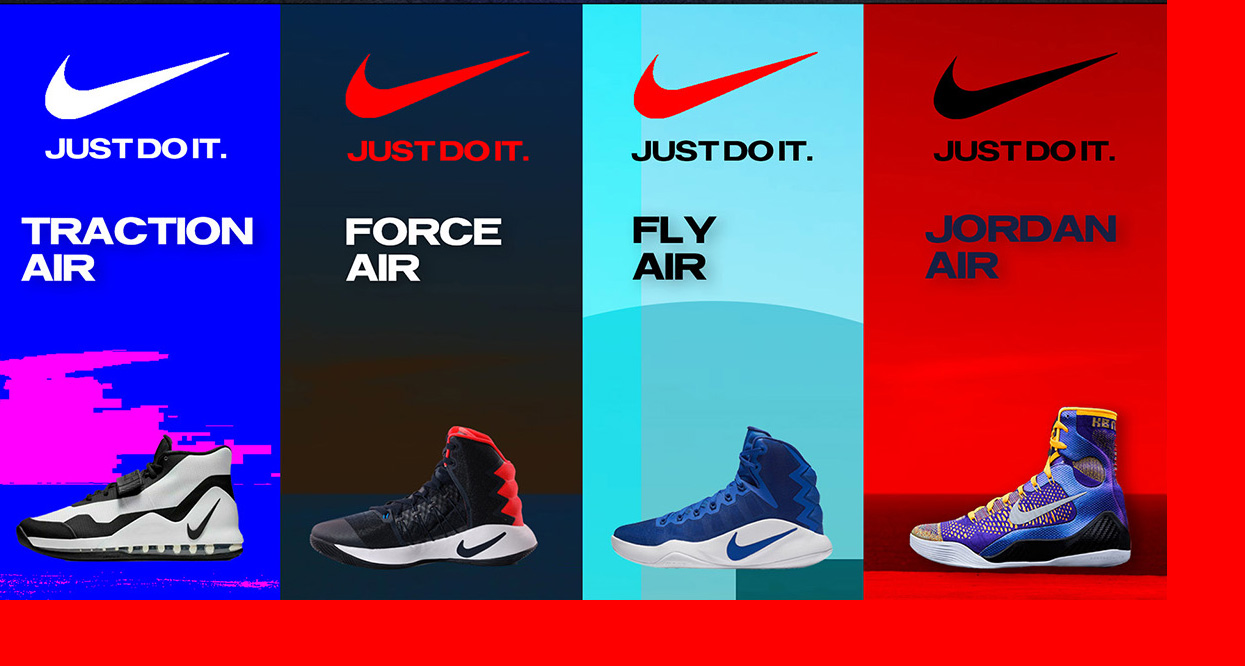 JUST DO IT.
TRACTION
AIR
JUST DO IT.
FORCE
AIR
JUST DO IT.
FLY
AIR
JUST DO IT.
JORDAN
AIR